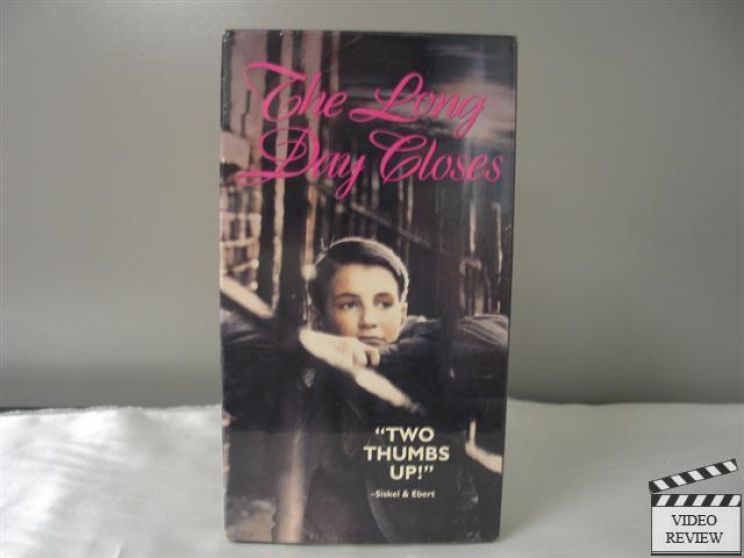 The Long
Day Closes
"TWO
THUMBS
UP!"
–Siskel & Ebert
VIDEO
REVIEW